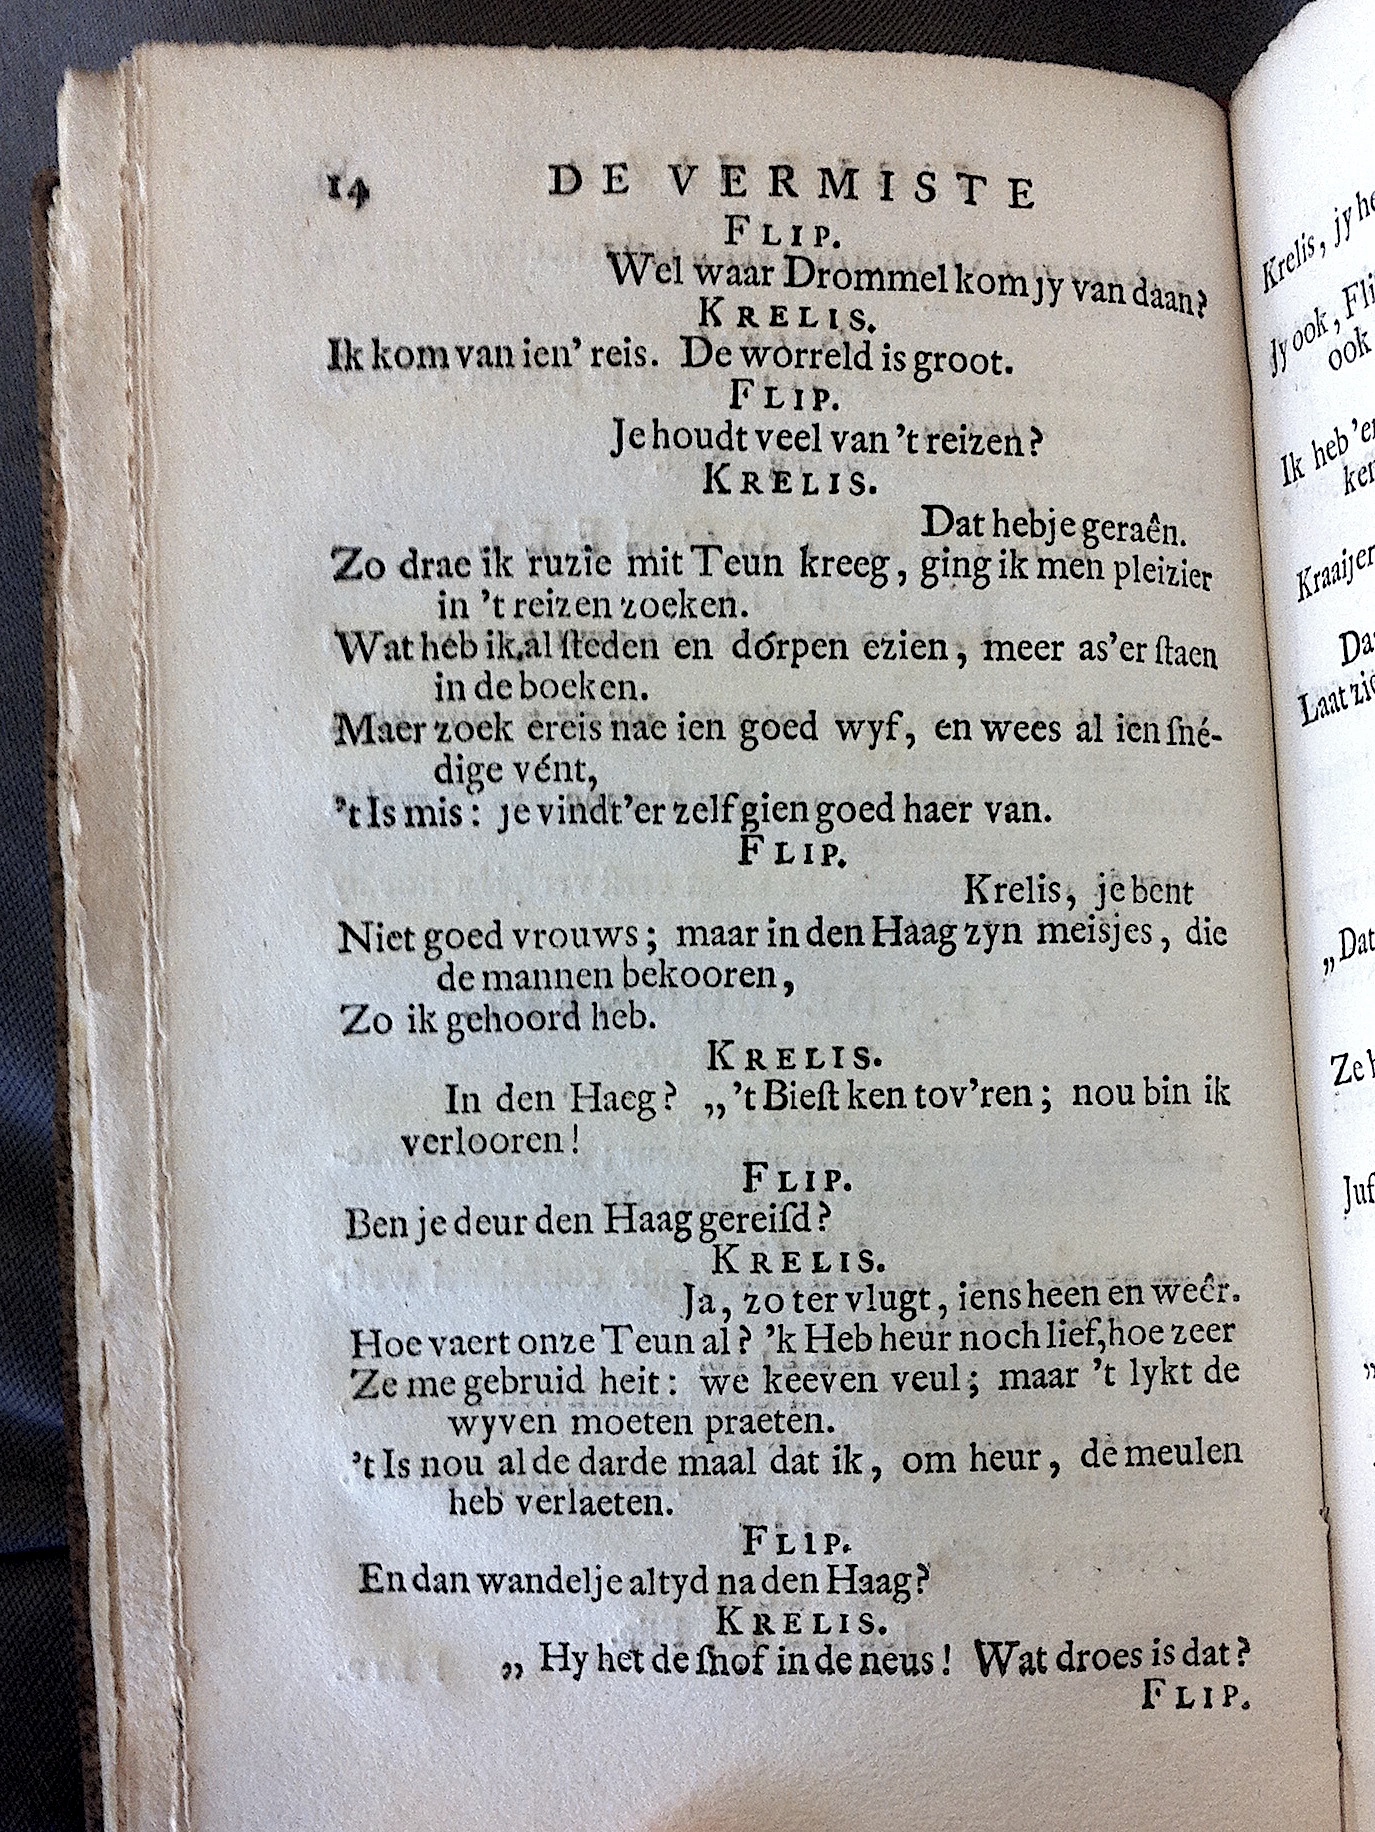 14 DE VERMISTE
FLIP.
Wel waar Drommel kom jy van daan?
KRELIS.
Ik kom van ien' reis. De worreld is groot.
FLIP.
Je houdt veel van 't reizen?
KRELIS.
Dat heb je geraên.
Zo drae ik ruzie mit Teun kreeg, ging ik men pleizier
in 't reizen zoeken.
Wat heb ik al ſteden en dórpen ezien, meer as 'er ſtaen
in de boeken.
Maer zoek ereis nae ien goed wyf, en wees al ien ſné-
dige vént,
't Is mis: je vindt 'er zelf gien goed haer van.
FLIP.
Krelis, je bent
Niet goed vrouws; maar in den Haag zyn meisjes, die
de mannen bekooren,
Zo ik gehoord heb.
KRELIS.
In den Haeg? „'t Bieſt ken tov'ren; nou bin ik
verlooren!
FLIP.
Ben je deur den Haag gereiſd?
KRELIS.
Ja, zo ter vlugt, iens heen en weêr.
Hoe vaert onze Teun al? 'k Heb heur noch lief, hoe zeer
Ze me gebruid heit: we keeven veul; maar 't lykt de
wyven moeten praeten.
't Is nou al de darde maal dat ik, om heur, de meulen
heb verlaeten.
FLIP.
En dan wandel je altyd na den Haag?
KRELIS.
„ Hy het de ſnof in de neus! Wat droes is dat?
FLIP.
Krelis, jy he
Jy ook, Fli
ook
Ik heb 'er
ken
Kraaijer
Da
Laat zie
„Dat
Ze h
Juf
„